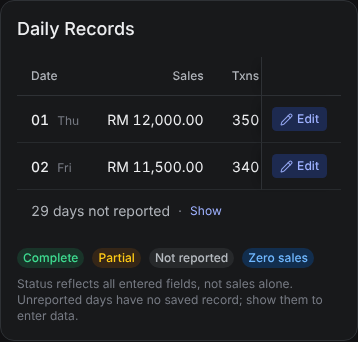 Daily Records
Date Sales Txns
01 Thu RM 12,000.00 350 Edit
02 Fri RM 11,500.00 340 Edit
29 days not reported · Show
Complete Partial Not reported Zero sales
Status reflects all entered fields, not sales alone.
Unreported days have no saved record; show them to
enter data.